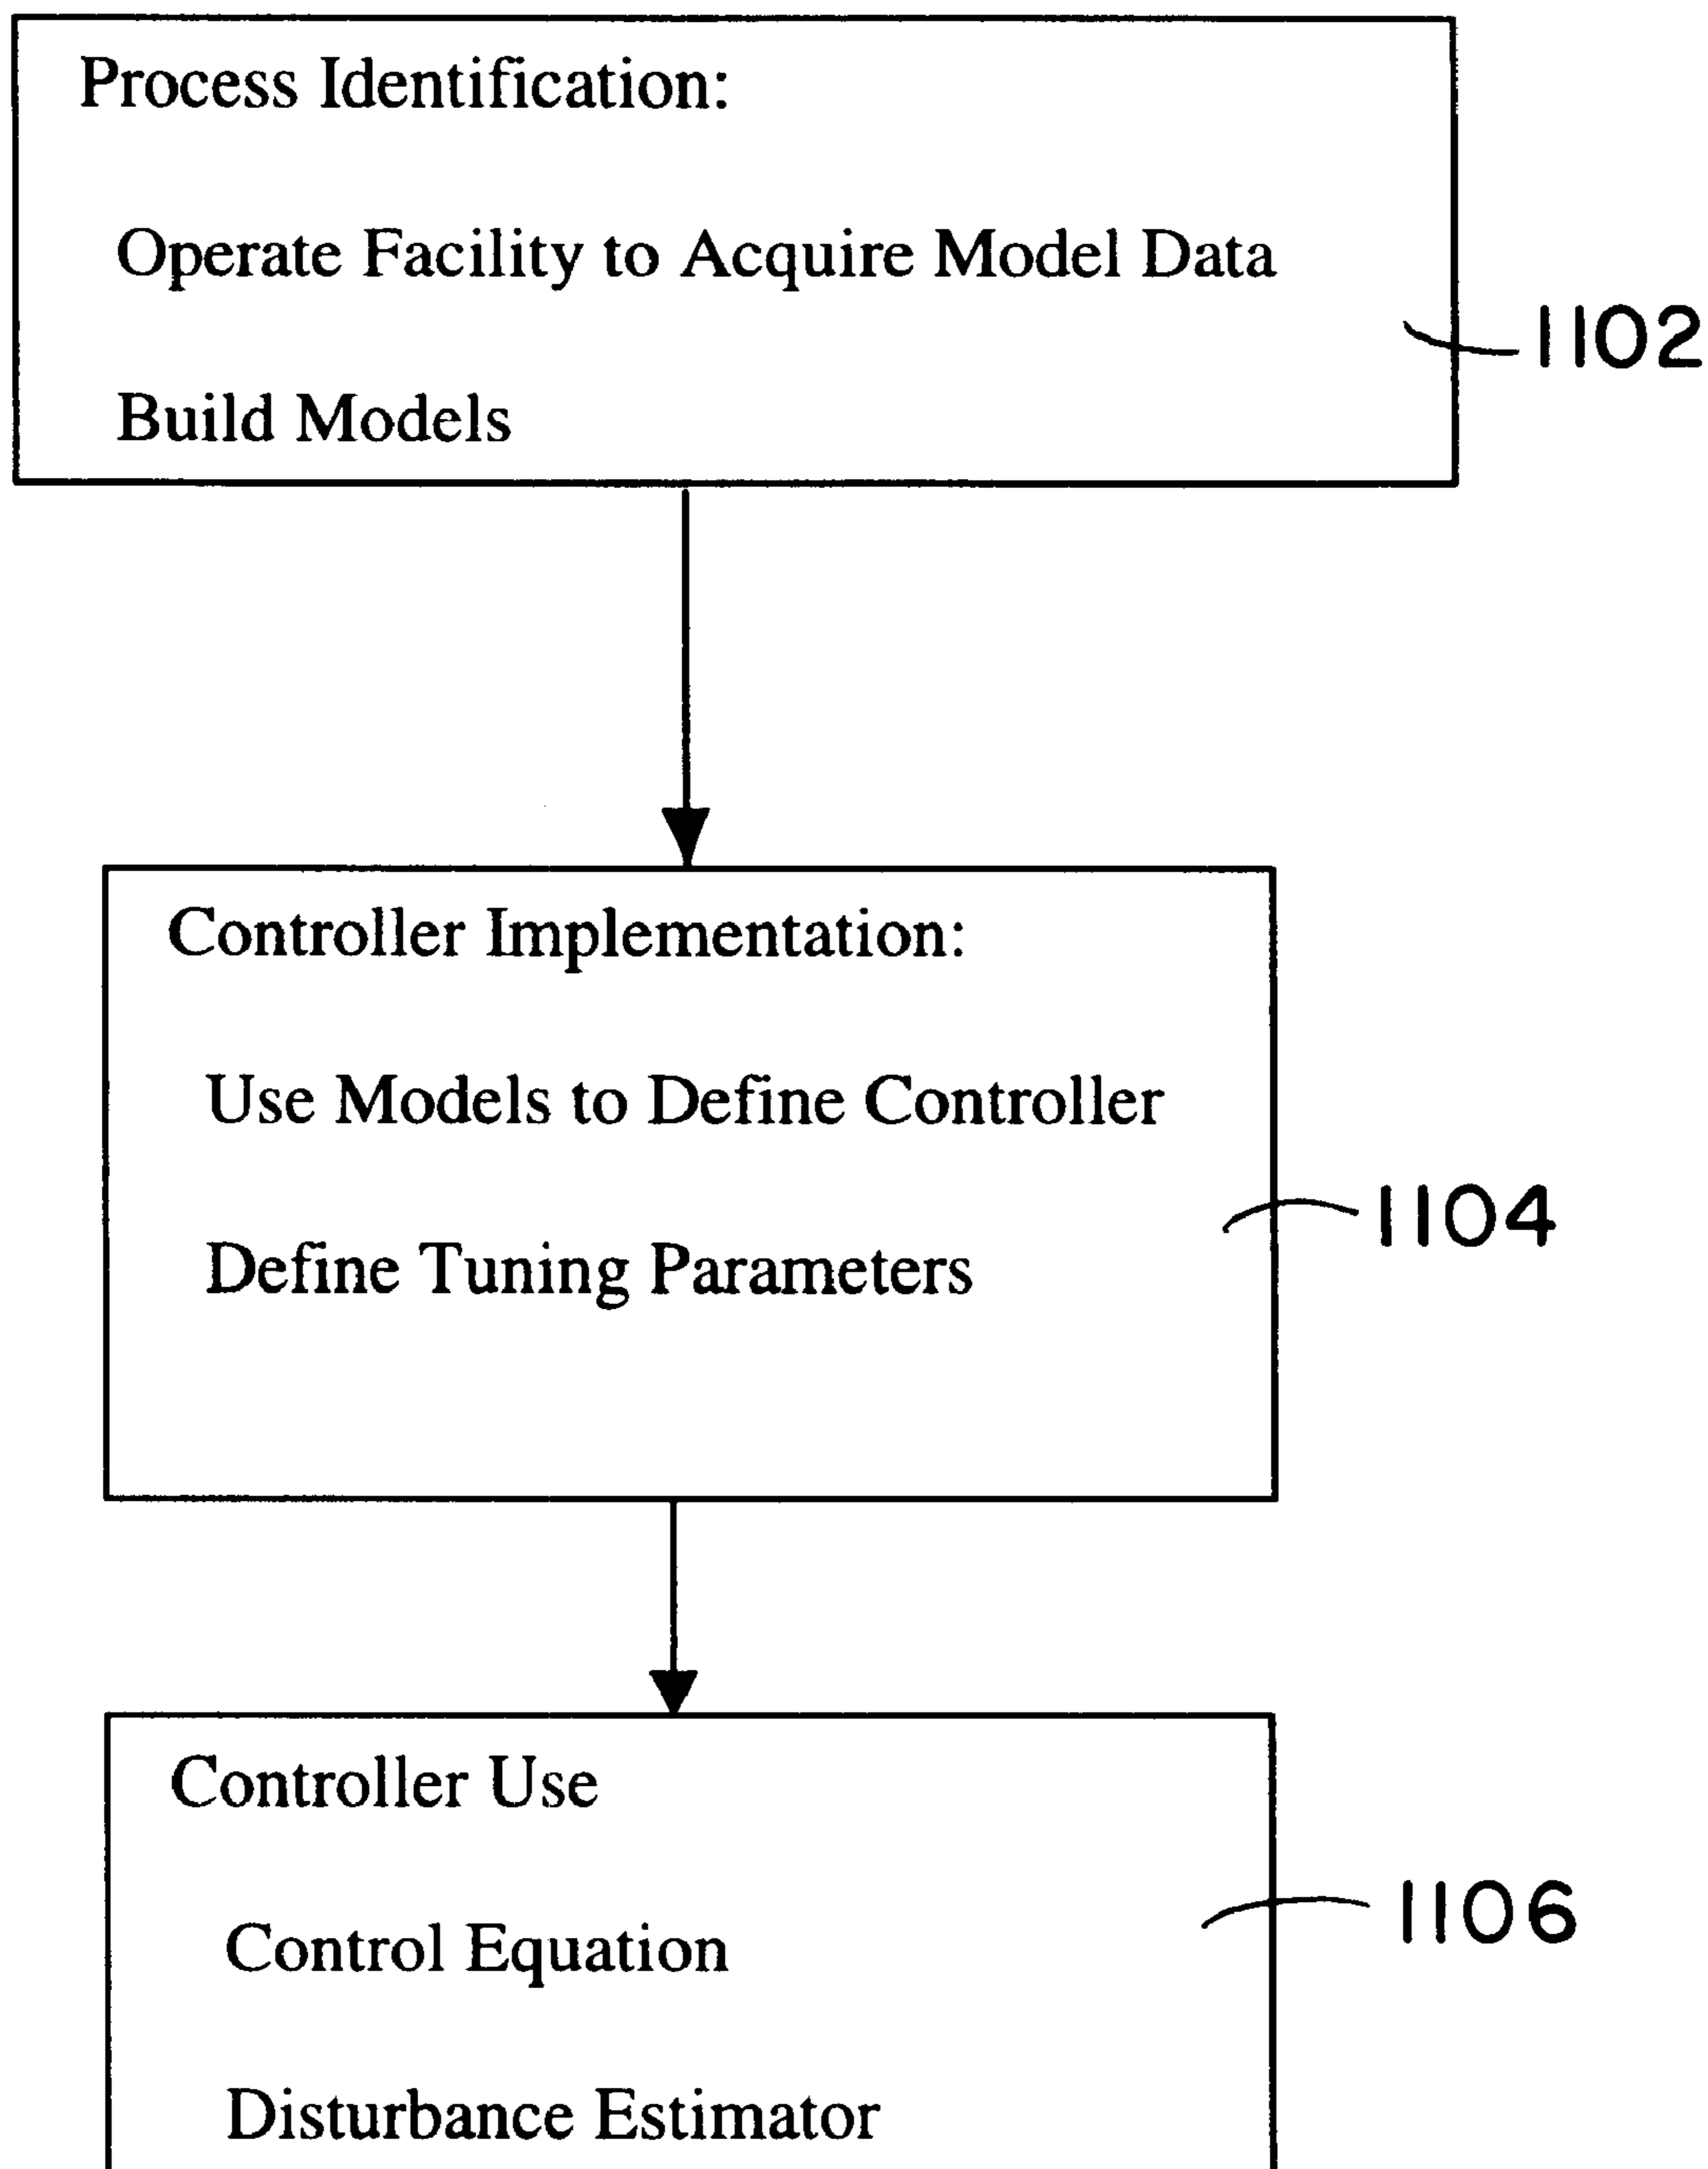 Process Identification:
Operate Facility to Acquire Model Data
1102
Build Models
Controller Implementation:
Use Models to Define Controller
1104
Define Tuning Parameters
Controller Use
1106
Control Equation
Disturbance Estimator